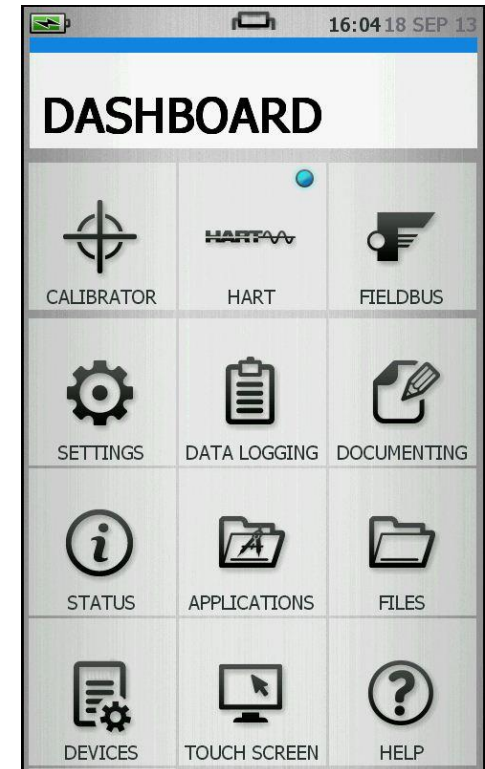 16:04 18 SEP 13
DASHBOARD
HART
CALIBRATOR HART FIELDBUS
SETTINGS DATA LOGGING DOCUMENTING
i
STATUS APPLICATIONS FILES
?
DEVICES TOUCH SCREEN HELP